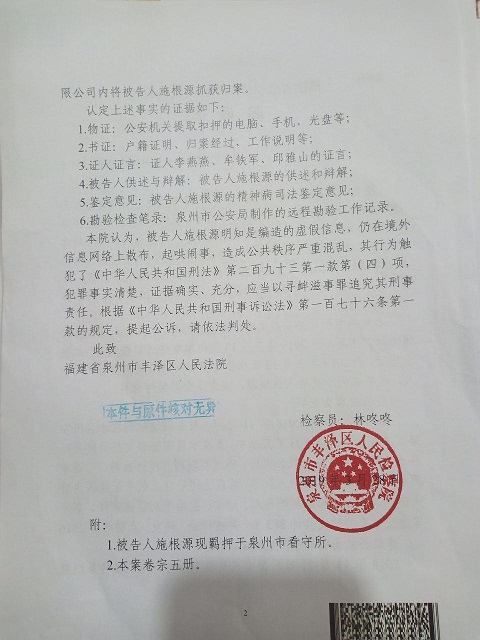 限公司内将被告人施根源抓获归案。
认定上述事实的证据如下：
1.物证：公安机关提取扣押的电脑、手机、光盘等；
2.书证：户籍证明、归案经过、工作说明等；
3.证人证言：证人李燕燕、牟铁军、邱雅山的证言；
4.被告人供述与辩解：被告人施根源的供述和辩解；
5.鉴定意见：被告人施根源的精神病司法鉴定意见；
6.勘验检查笔录：泉州市公安局制作的远程勘验工作记录。
本院认为，被告人施根源明知是编造的虚假信息，仍在境外
信息网络上散布，起哄闹事，造成公共秩序严重混乱，其行为触
犯了《中华人民共和国刑法》第二百九十三条第一款第（四）项，
犯罪事实清楚，证据确实、充分，应当以寻衅滋事罪追究其刑事
责任。根据《中华人民共和国刑事诉讼法》第一百七十六条第一
款的规定，提起公诉，请依法判处。
此致
福建省泉州市丰泽区人民法院
本件与原件核对无异
检察员：林咚咚
泉州市丰泽区人民检察院
附：
1.被告人施根源现羁押于泉州市看守所。
2.本案卷宗五册。
2